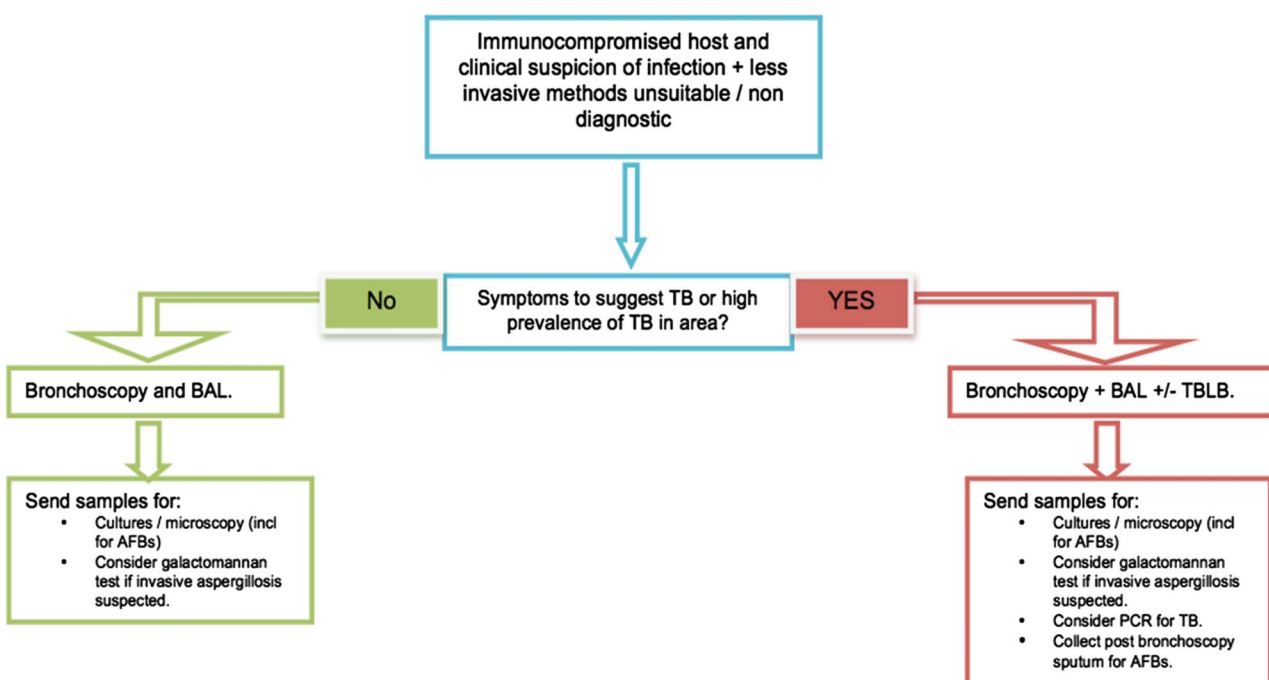 Immunocompromised host and
clinical suspicion of infection + less
invasive methods unsuitable / non
diagnostic
No
Symptoms to suggest TB or high
prevalence of TB in area?
YES
Bronchoscopy and BAL.
Send samples for:
• Cultures / microscopy (incl
for AFBs)
• Consider galactomannan
test if invasive aspergillosis
suspected.
Bronchoscopy + BAL +/- TBLB.
Send samples for:
• Cultures / microscopy (incl
for AFBs)
• Consider galactomannan
test if invasive aspergillosis
suspected.
• Consider PCR for TB.
• Collect post bronchoscopy
sputum for AFBs.